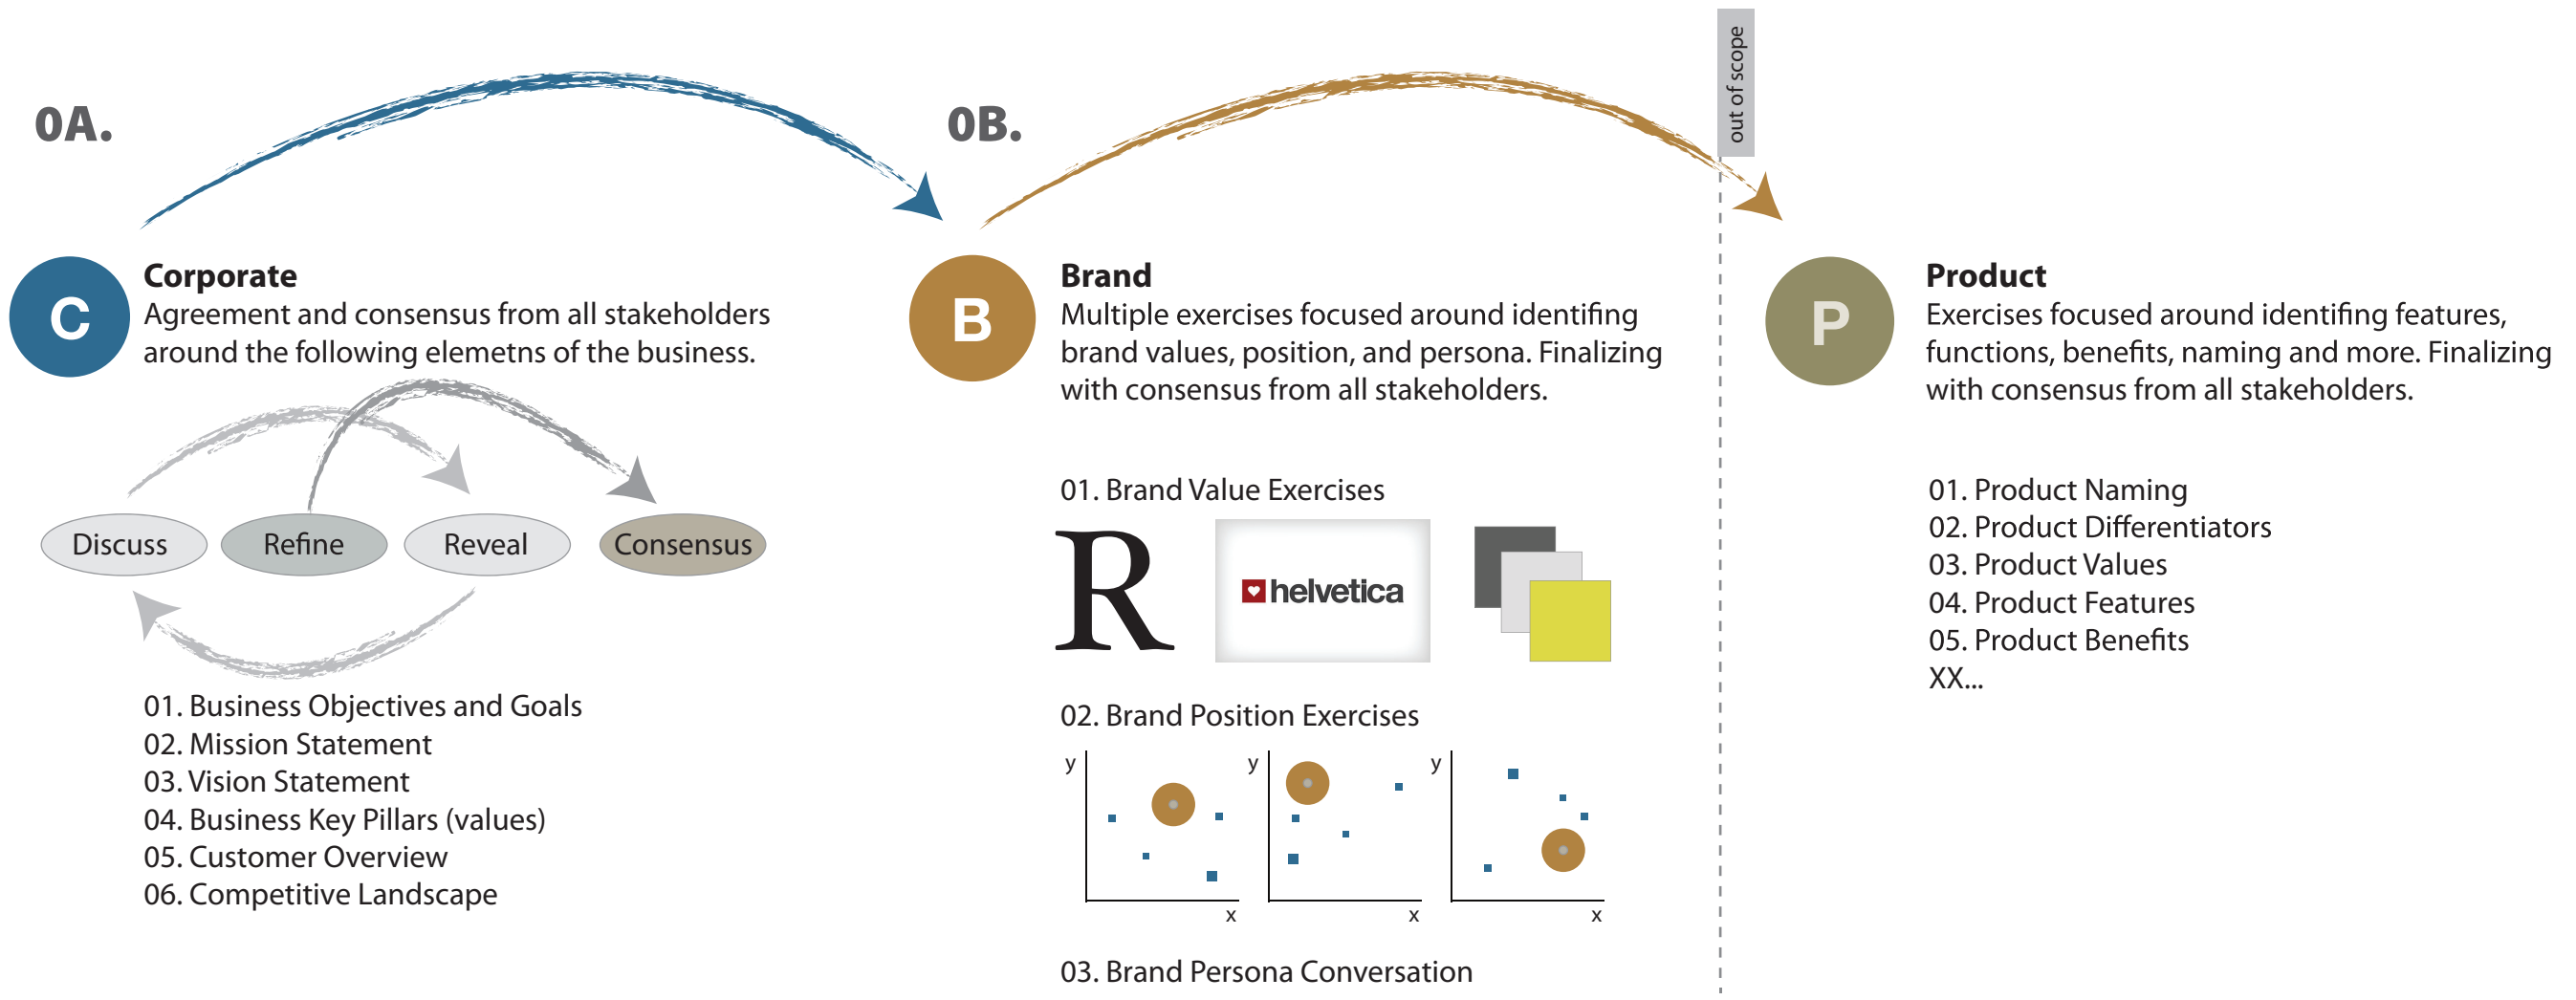 0A.
0B.
out of scope
C
Corporate
Agreement and consensus from all stakeholders
around the following elemetns of the business.
Discuss
Refine
Reveal
Consensus
01. Business Objectives and Goals
02. Mission Statement
03. Vision Statement
04. Business Key Pillars (values)
05. Customer Overview
06. Competitive Landscape
B
Brand
Multiple exercises focused around identifing
brand values, position, and persona. Finalizing
with consensus from all stakeholders.
01. Brand Value Exercises
R
helvetica
02. Brand Position Exercises
y
x
y
x
y
x
03. Brand Persona Conversation
P
Product
Exercises focused around identifing features,
functions, benefits, naming and more. Finalizing
with consensus from all stakeholders.
01. Product Naming
02. Product Differentiators
03. Product Values
04. Product Features
05. Product Benefits
XX...